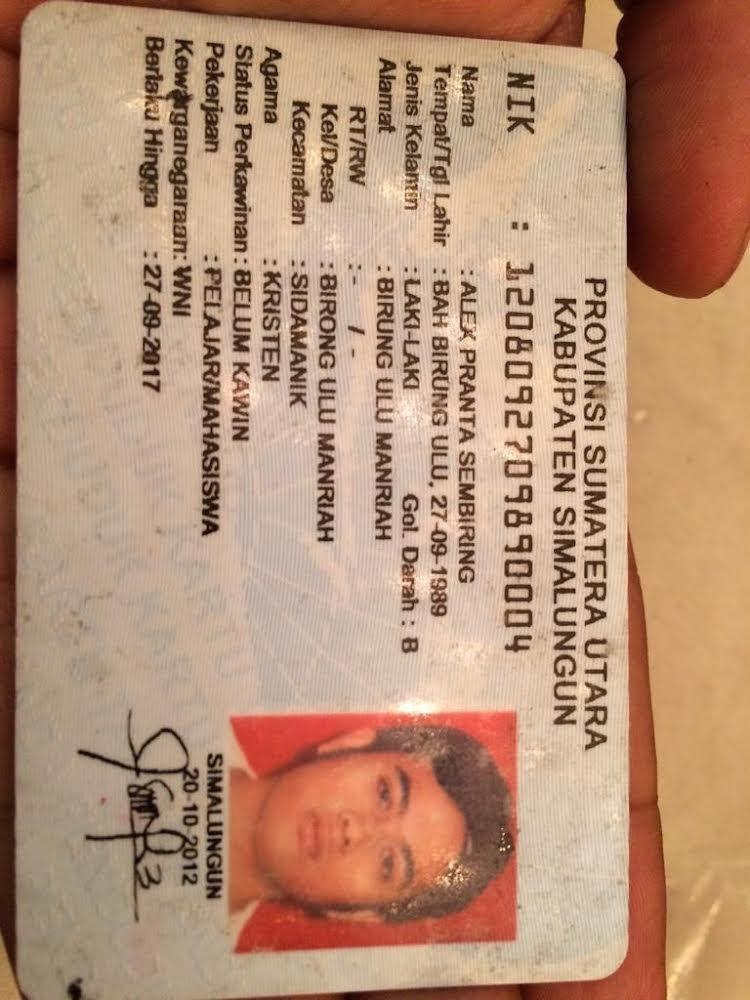 PROVINSI SUMATERA UTARA
KABUPATEN SIMALUNGUN
NIK : 1208092709890004
Nama : ALEX PRANTA SEMBIRING
Tempat/Tgl Lahir : BAH BIRUNG ULU, 27-09-1989
Jenis Kelamin : LAKI-LAKI Gol. Darah : B
Alamat : BIRUNG ULU MANRIAH
RT/RW : - / -
Kel/Desa : BIRONG ULU MANRIAH
Kecamatan : SIDAMANIK
Agama : KRISTEN
Status Perkawinan : BELUM KAWIN
Pekerjaan : PELAJAR/MAHASISWA
Kewarganegaraan: WNI
Berlaku Hingga : 27-09-2017
SIMALUNGUN
20-10-2012